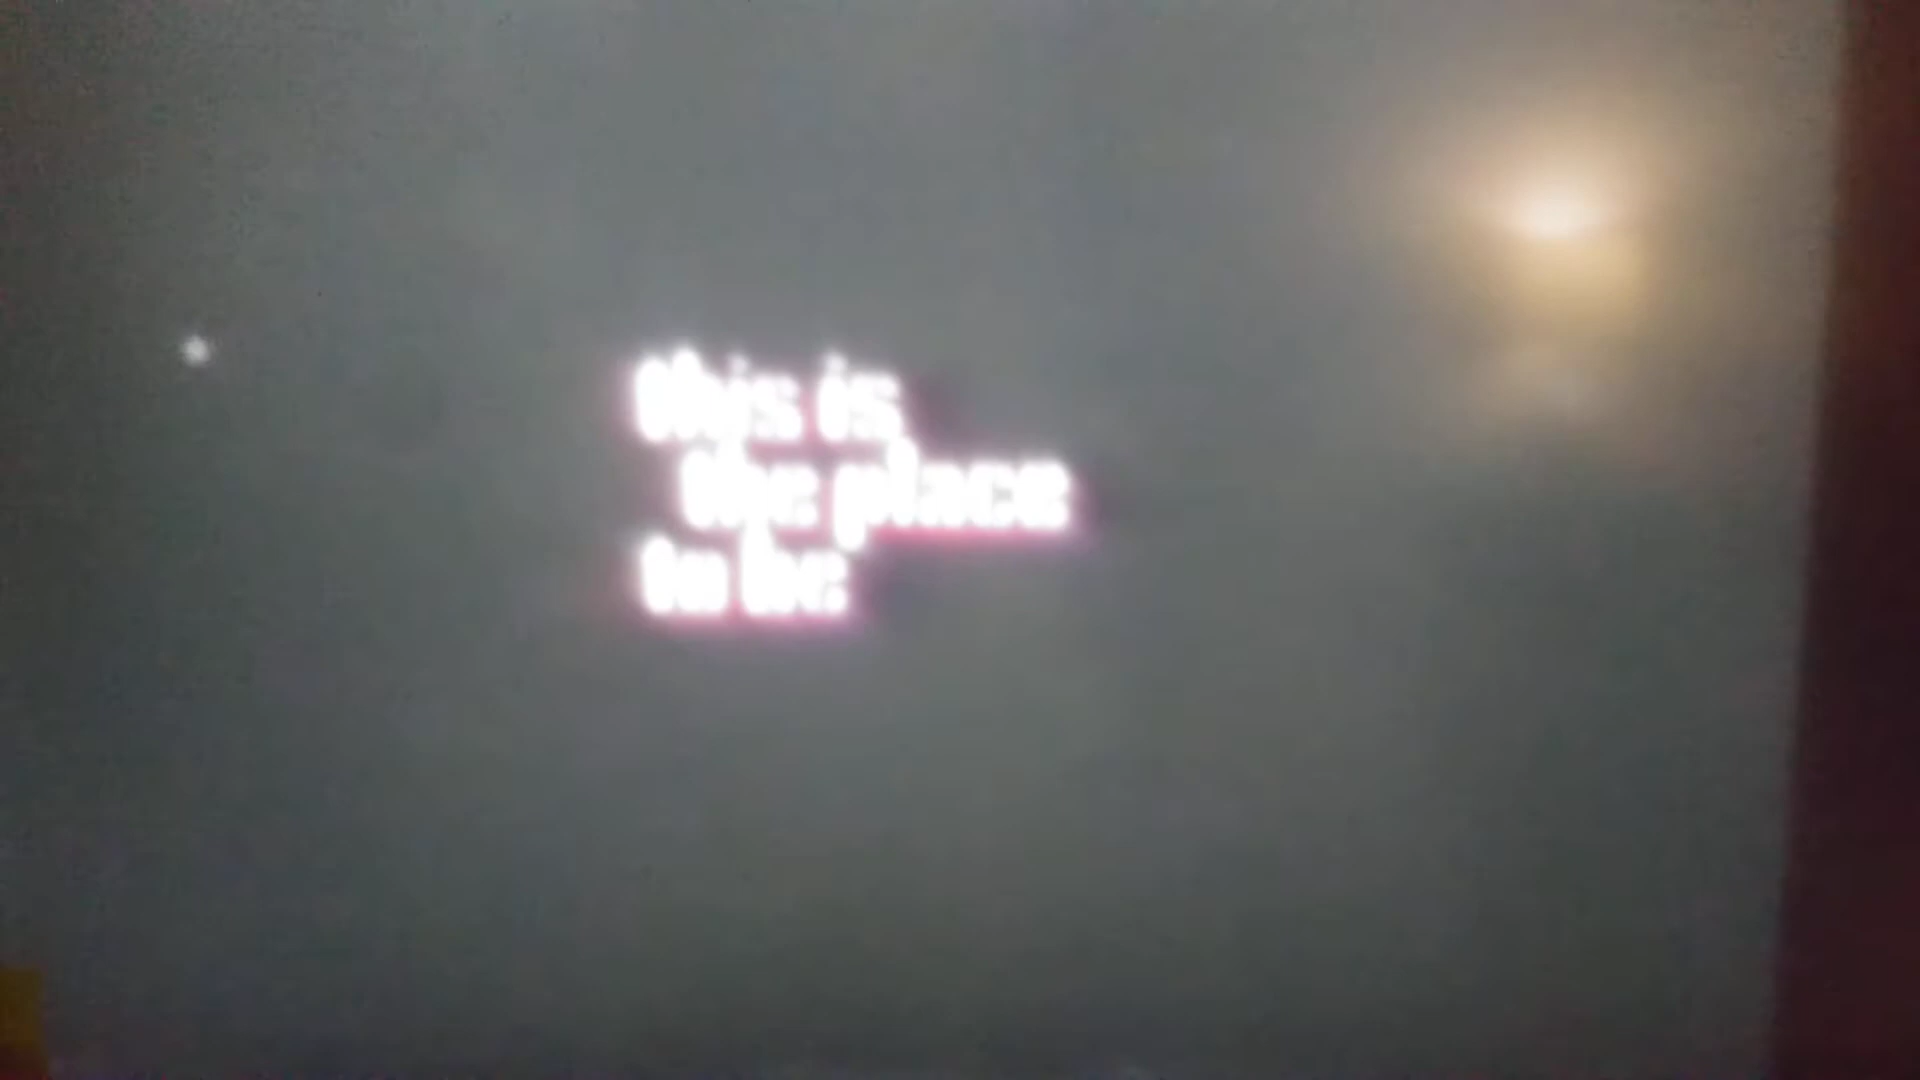 this is
the place
to be